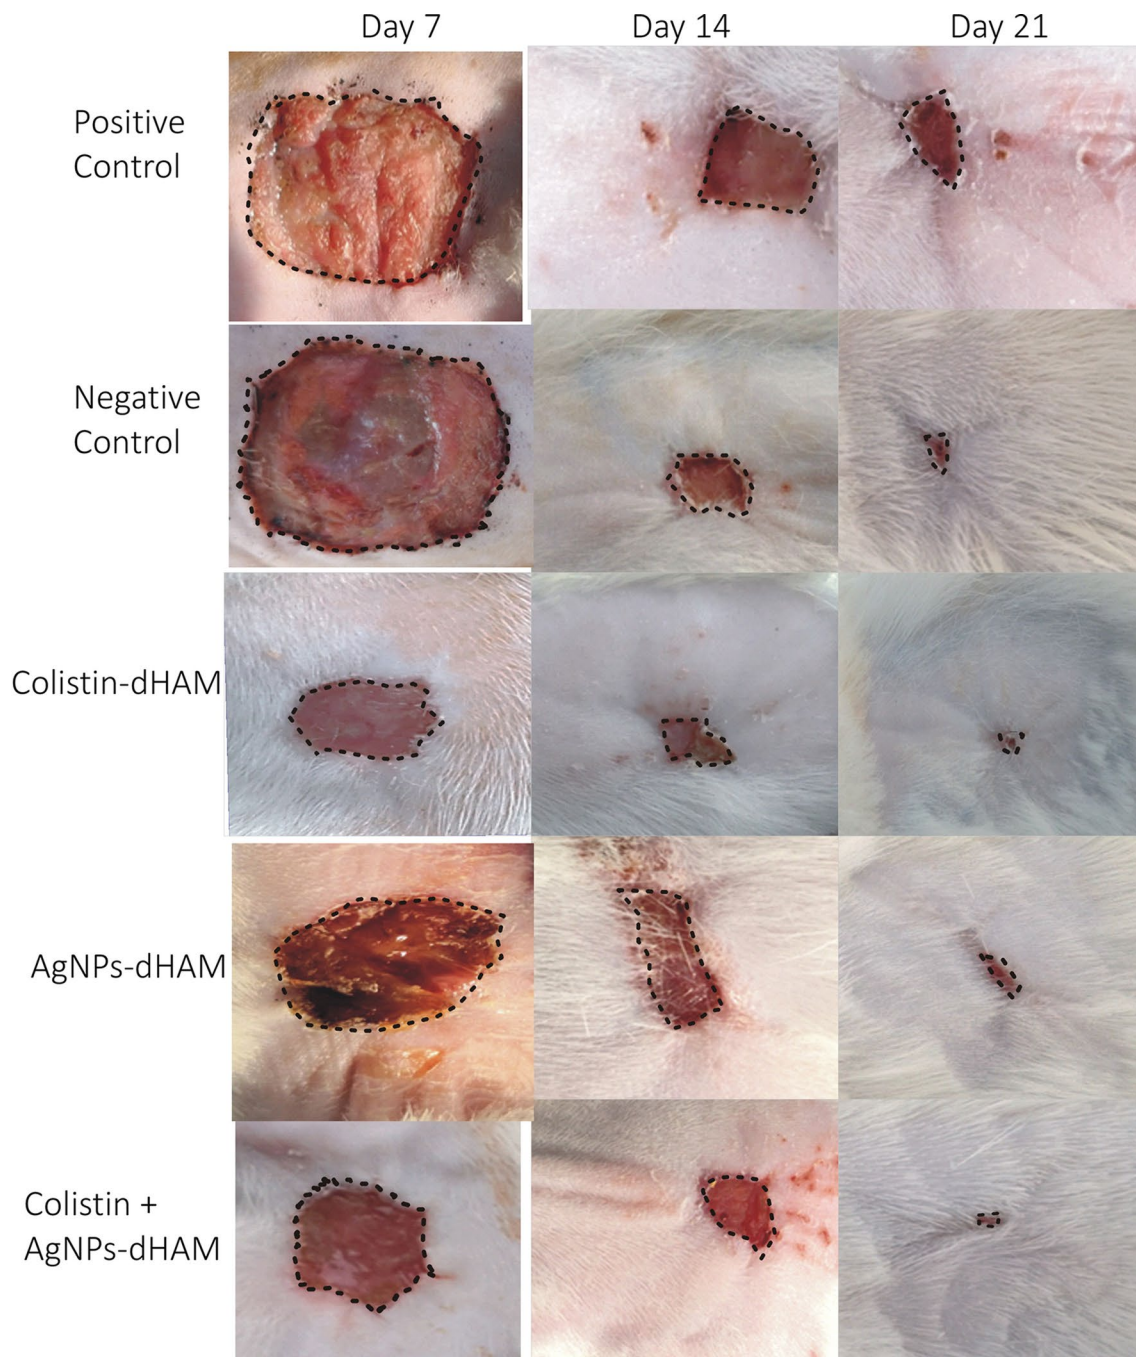 Day 7
Day 14
Day 21
Positive
Control
Negative
Control
Colistin-dHAM
AgNPs-dHAM
Colistin +
AgNPs-dHAM